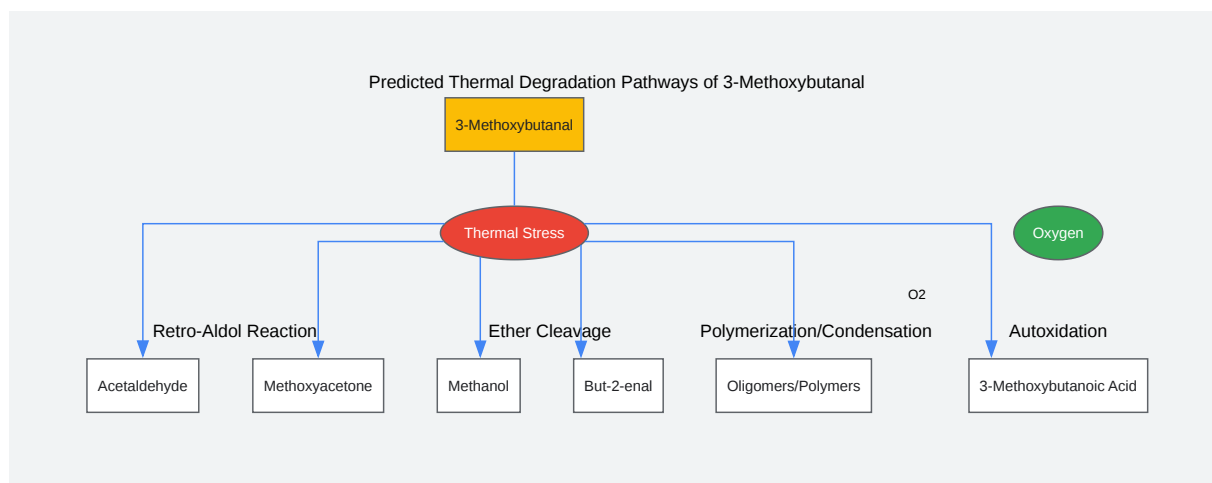 Predicted Thermal Degradation Pathways of 3-Methoxybutanal
3-Methoxybutanal
Thermal Stress
Oxygen
O2
Retro-Aldol Reaction
Ether Cleavage
Polymerization/Condensation
Autoxidation
Acetaldehyde
Methoxyacetone
Methanol
But-2-enal
Oligomers/Polymers
3-Methoxybutanoic Acid